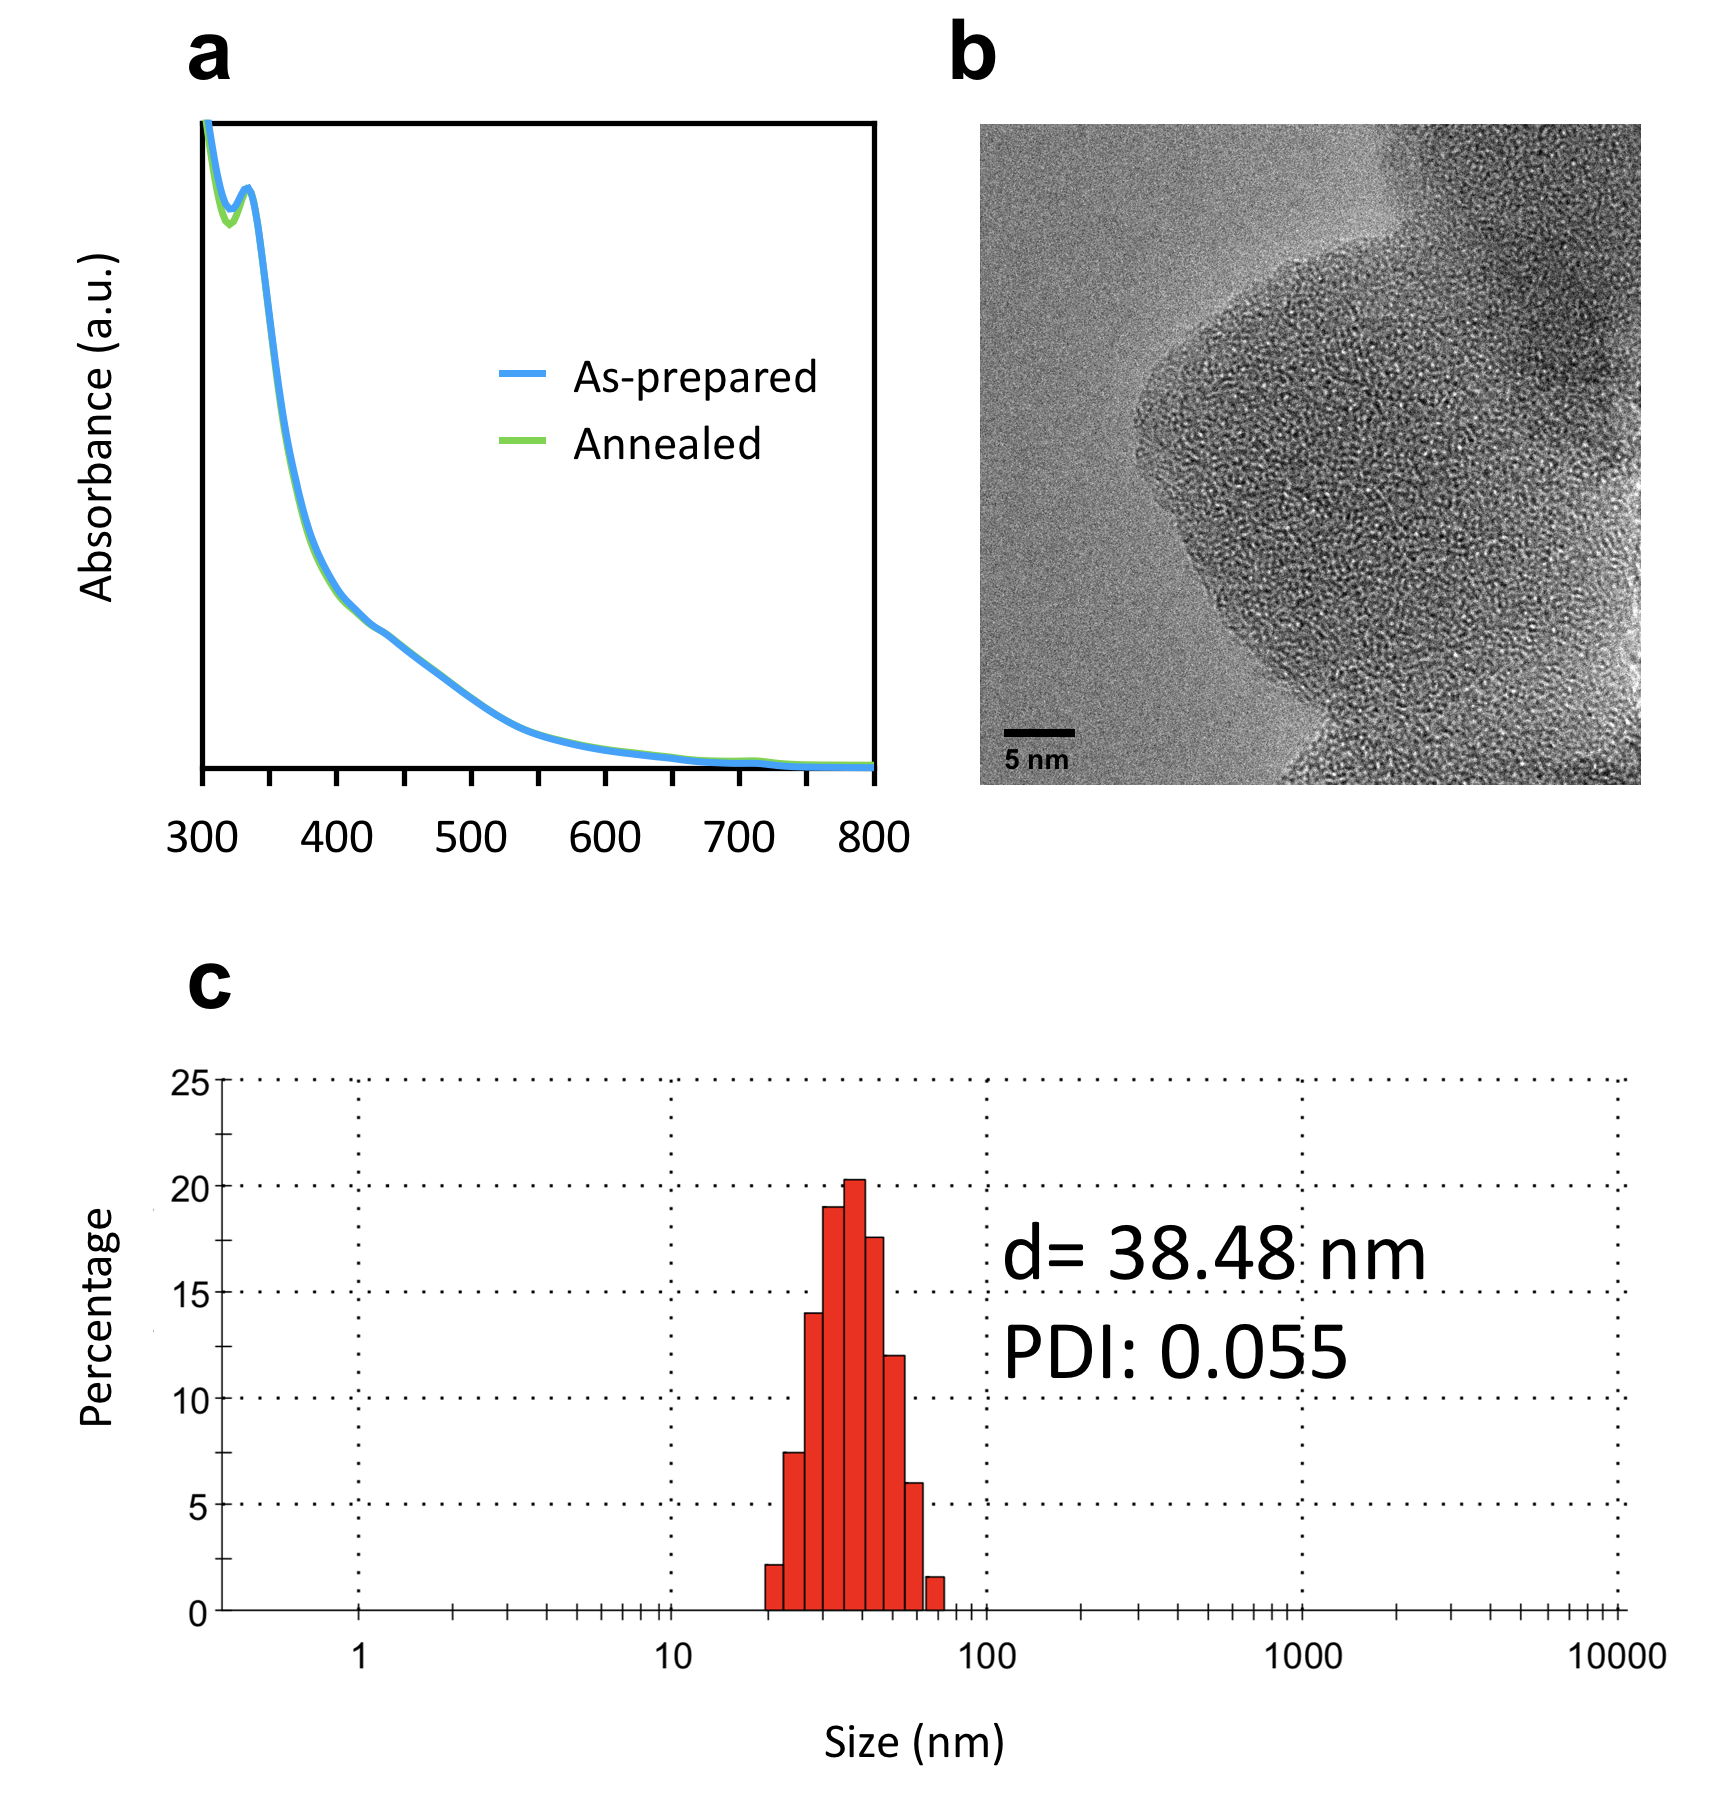 a
b
Absorbance (a.u.)
As-prepared
Annealed
300 400 500 600 700 800
5 nm
c
Percentage
25
20
15
10
5
0
d= 38.48 nm
PDI: 0.055
1 10 100 1000 10000
Size (nm)